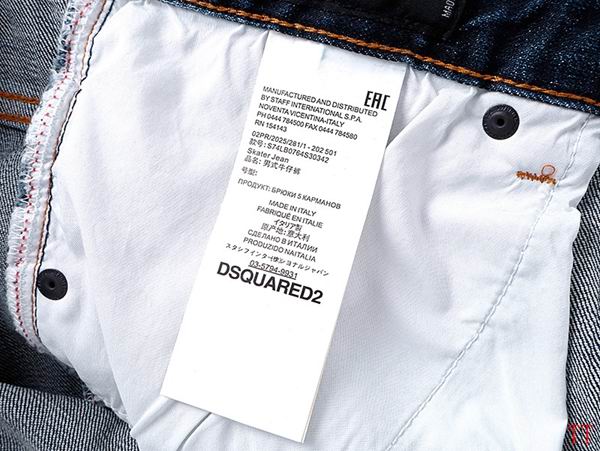 MAD
EAC
MANUFACTURED AND DISTRIBUTED
BY STAFF INTERNATIONAL S.P.A.
NOVENTA VICENTINA-ITALY
PH 0444 784500 FAX 0444 784580
RN 154143
02PR/2025/281/1 - 202 501
款号: S74LB0764S30342
Skater Jean
品名: 男式牛仔裤
号型:
ПРОДУКТ: БРЮКИ 5 КАРМАНОВ
MADE IN ITALY
FABRIQUÉ EN ITALIE
イタリア製
原产地: 意大利
СДЕЛАНО В ИТАЛИИ
PRODUZIDO NAITALIA
スタシフインター(株)ショナルジャパン
03-5794-9931
DSQUARED2
TT